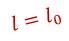 l = l₀